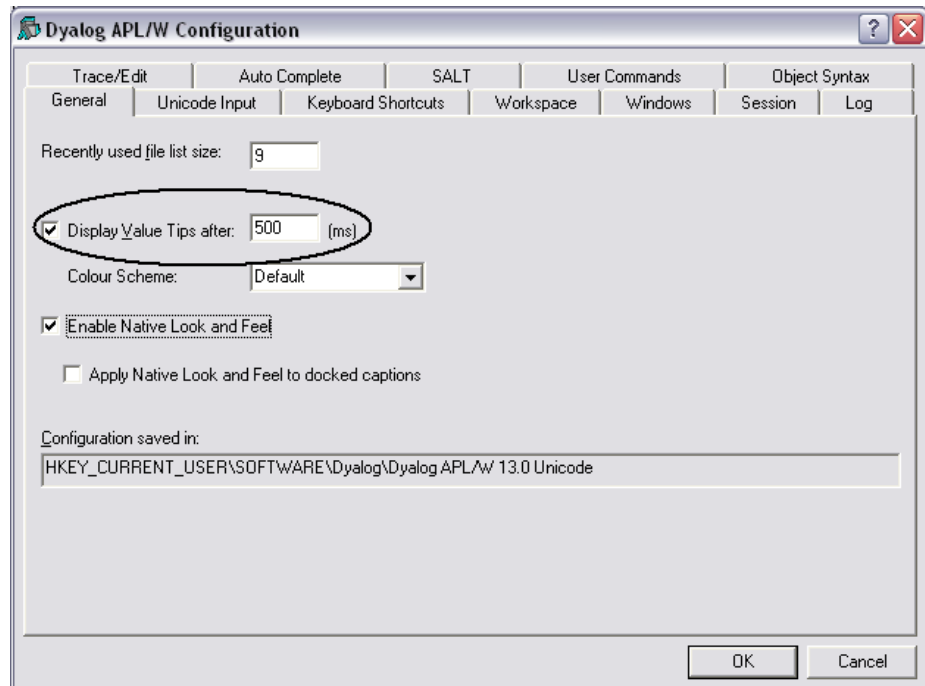 Dyalog APL/W Configuration
Trace/Edit Auto Complete SALT User Commands Object Syntax
General Unicode Input Keyboard Shortcuts Workspace Windows Session Log
Recently used file list size: 9
Display Value Tips after: 500 (ms)
Colour Scheme: Default
Enable Native Look and Feel
Apply Native Look and Feel to docked captions
Configuration saved in:
HKEY_CURRENT_USER\SOFTWARE\Dyalog\Dyalog APL/W 13.0 Unicode
OK Cancel